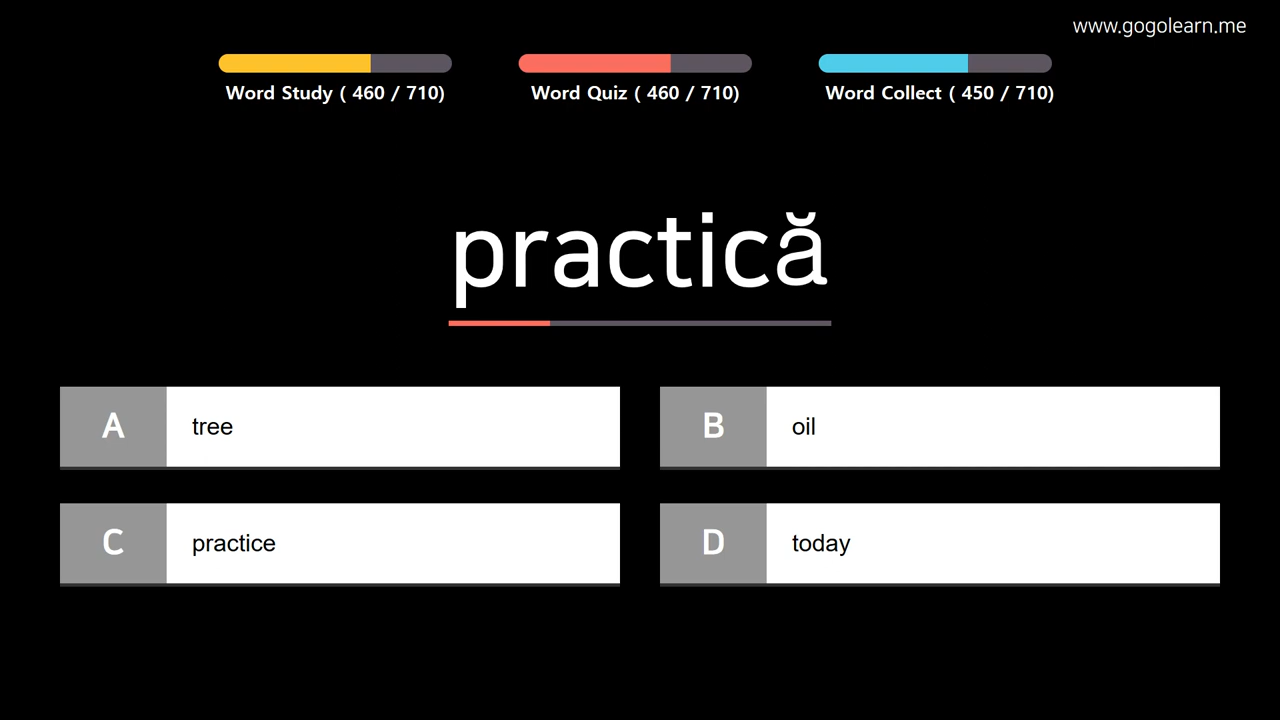 www.gogolearn.me
Word Study ( 460 / 710)
Word Quiz ( 460 / 710)
Word Collect ( 450 / 710)
practică
A tree
B oil
C practice
D today